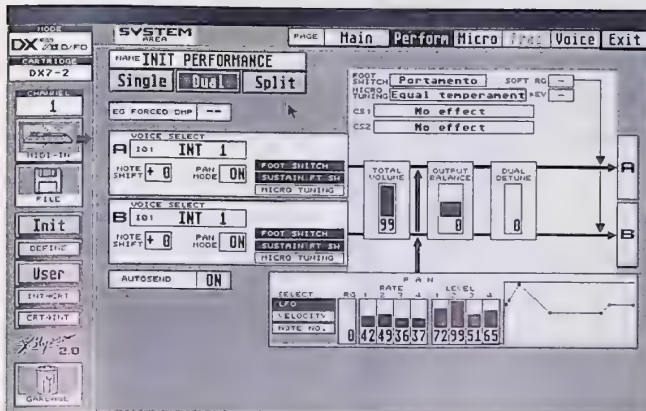 MODE
DX
CARTRIDGE
DX7-2
CHANNEL
1
MIDI-IN
FILE
Init
DEFINE
User
INT→CRT
CRT→INT
2.0
GARBAGE
SYSTEM
AREA
PAGE Main Perform Micro Frac Voice Exit
NAME INIT PERFORMANCE
Single Dual Split
EG FORCED DMP --
VOICE SELECT
A I01 INT 1
NOTE SHIFT + 0 PAN MODE ON
FOOT SWITCH
SUSTAIN FT SW
MICRO TUNING
VOICE SELECT
B I01 INT 1
NOTE SHIFT + 0 PAN MODE ON
FOOT SWITCH
SUSTAIN FT SW
MICRO TUNING
AUTOSEND ON
FOOT SWITCH Portamento SOFT RG -
MICRO TUNING Equal temperament KEY -
CS1 No effect
CS2 No effect
TOTAL VOLUME 99
OUTPUT BALANCE 0
DUAL DETUNE 0
A
B
PAN
SELECT
LFO
VELOCITY
NOTE NO.
RG RATE 1 2 3 4 LEVEL 1 2 3 4
0 42 49 36 37 72 99 51 65